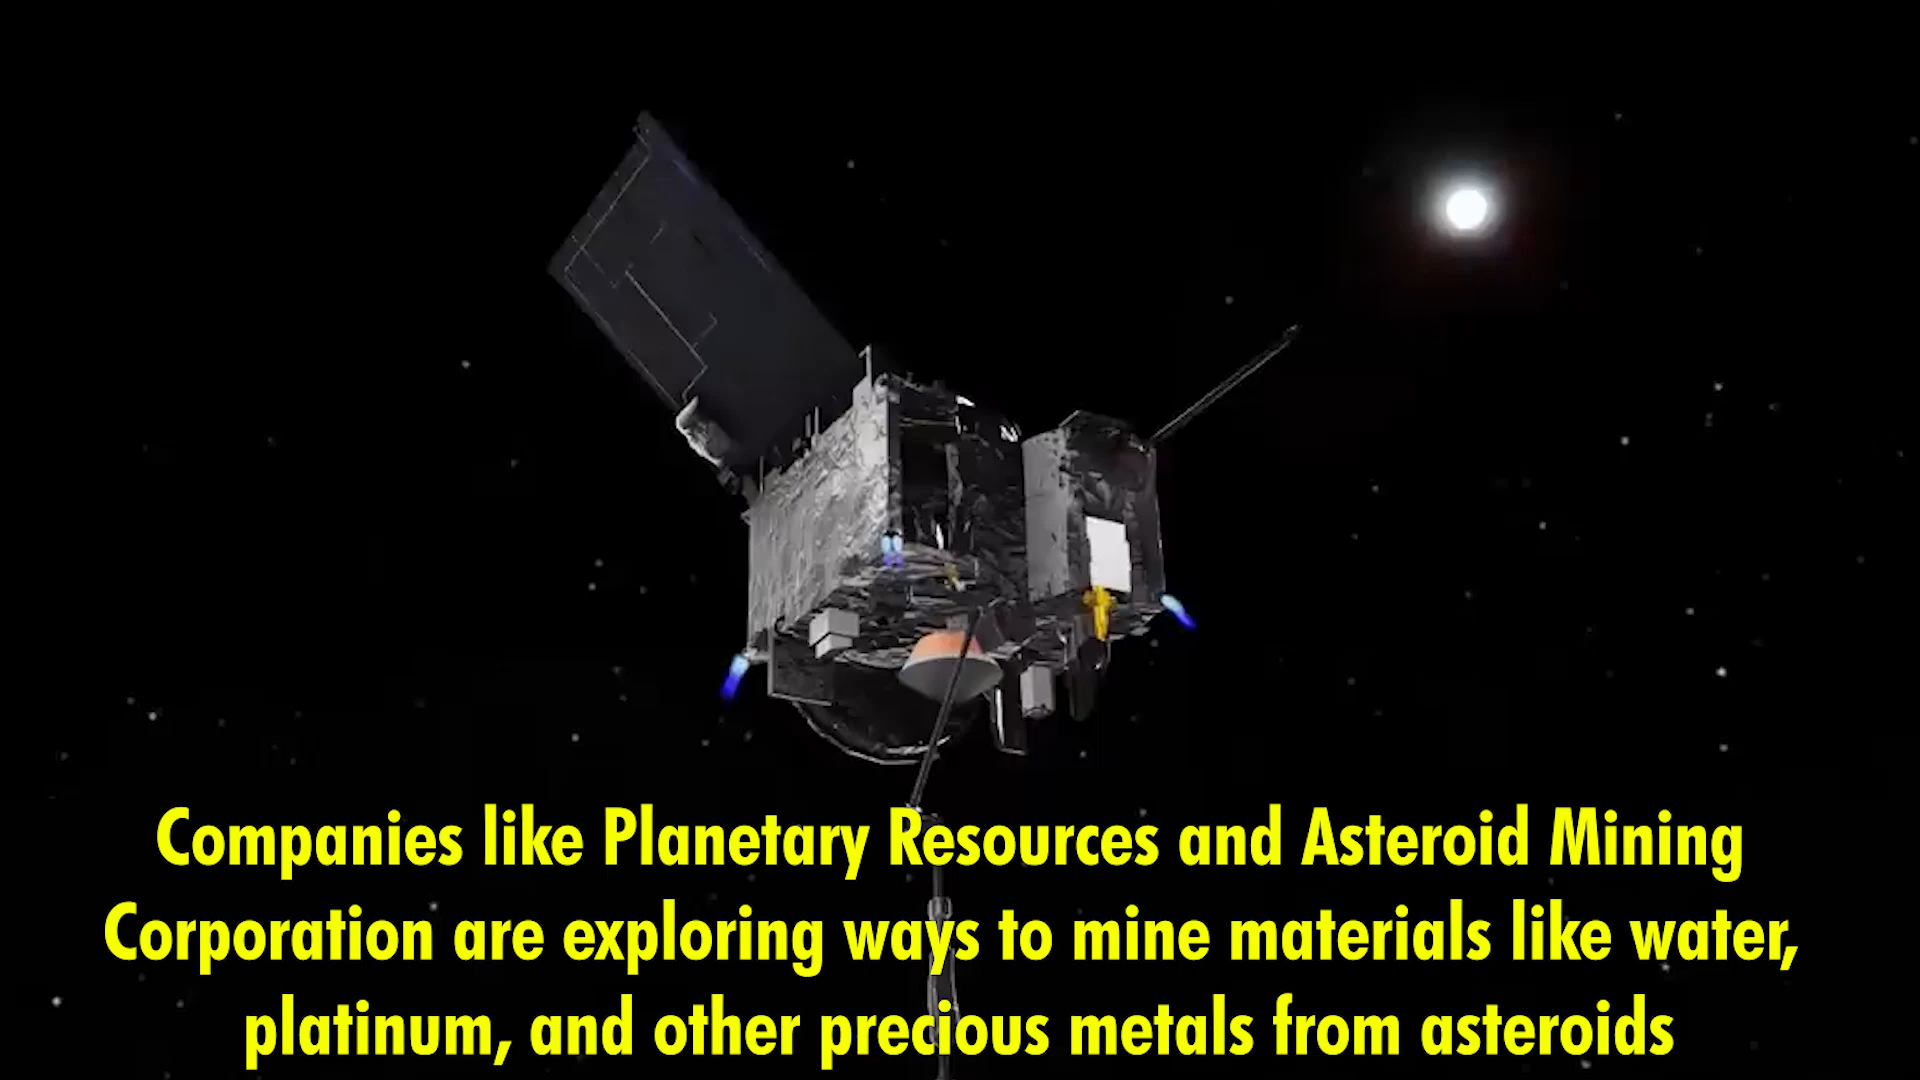 Companies like Planetary Resources and Asteroid Mining
Corporation are exploring ways to mine materials like water,
platinum, and other precious metals from asteroids